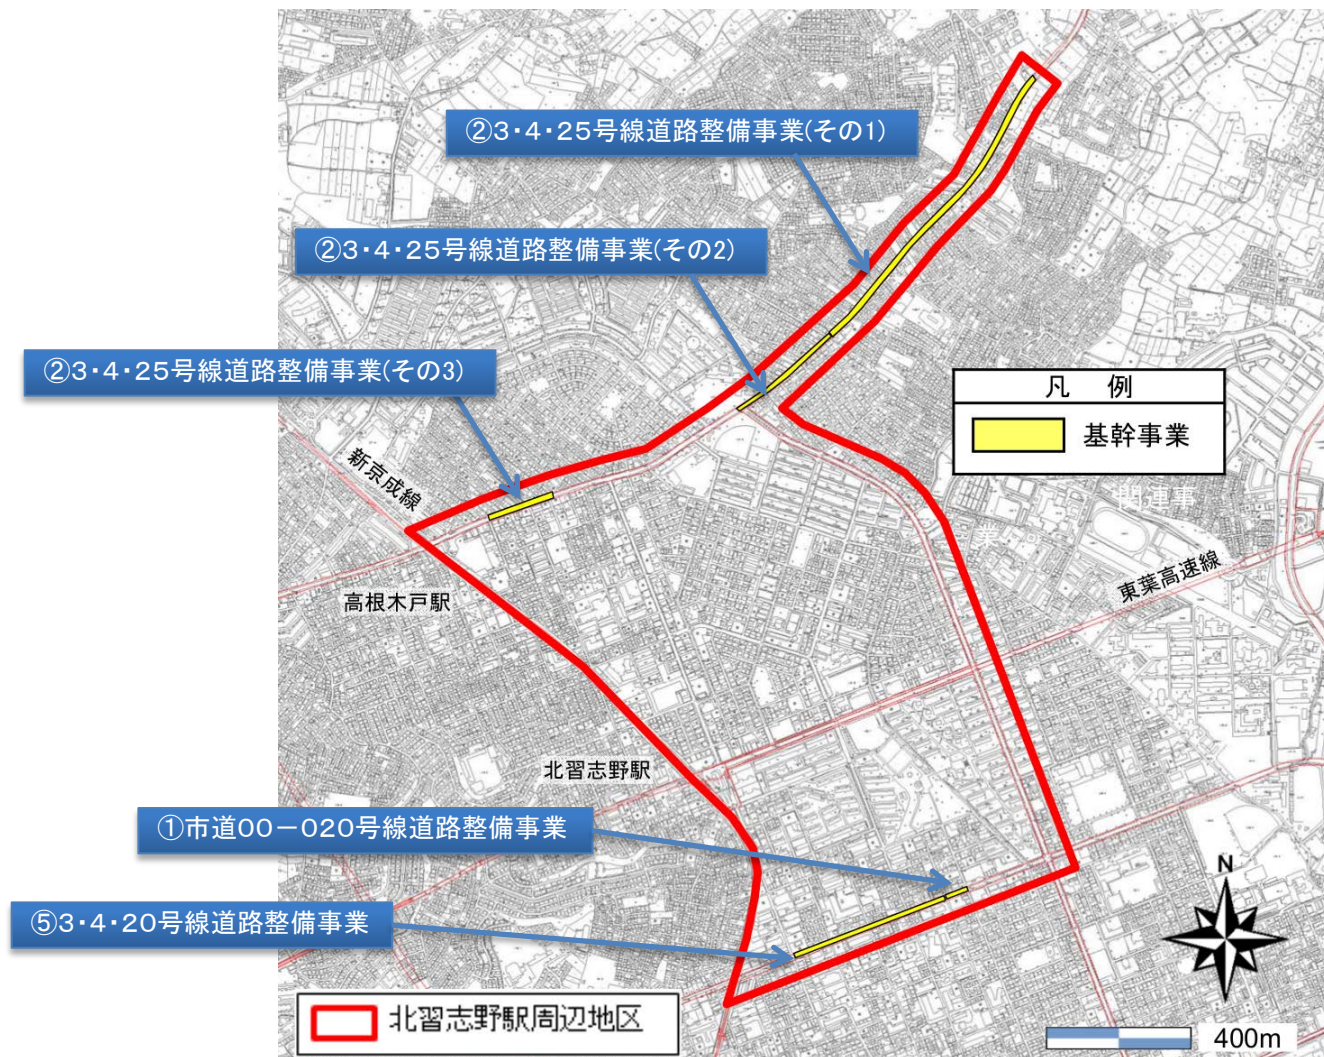 ②3・4・25号線道路整備事業(その1)
②3・4・25号線道路整備事業(その2)
②3・4・25号線道路整備事業(その3)
凡 例
基幹事業
関連事
業
新京成線
東葉高速線
高根木戸駅
北習志野駅
①市道00－020号線道路整備事業
⑤3・4・20号線道路整備事業
N
北習志野駅周辺地区
400m